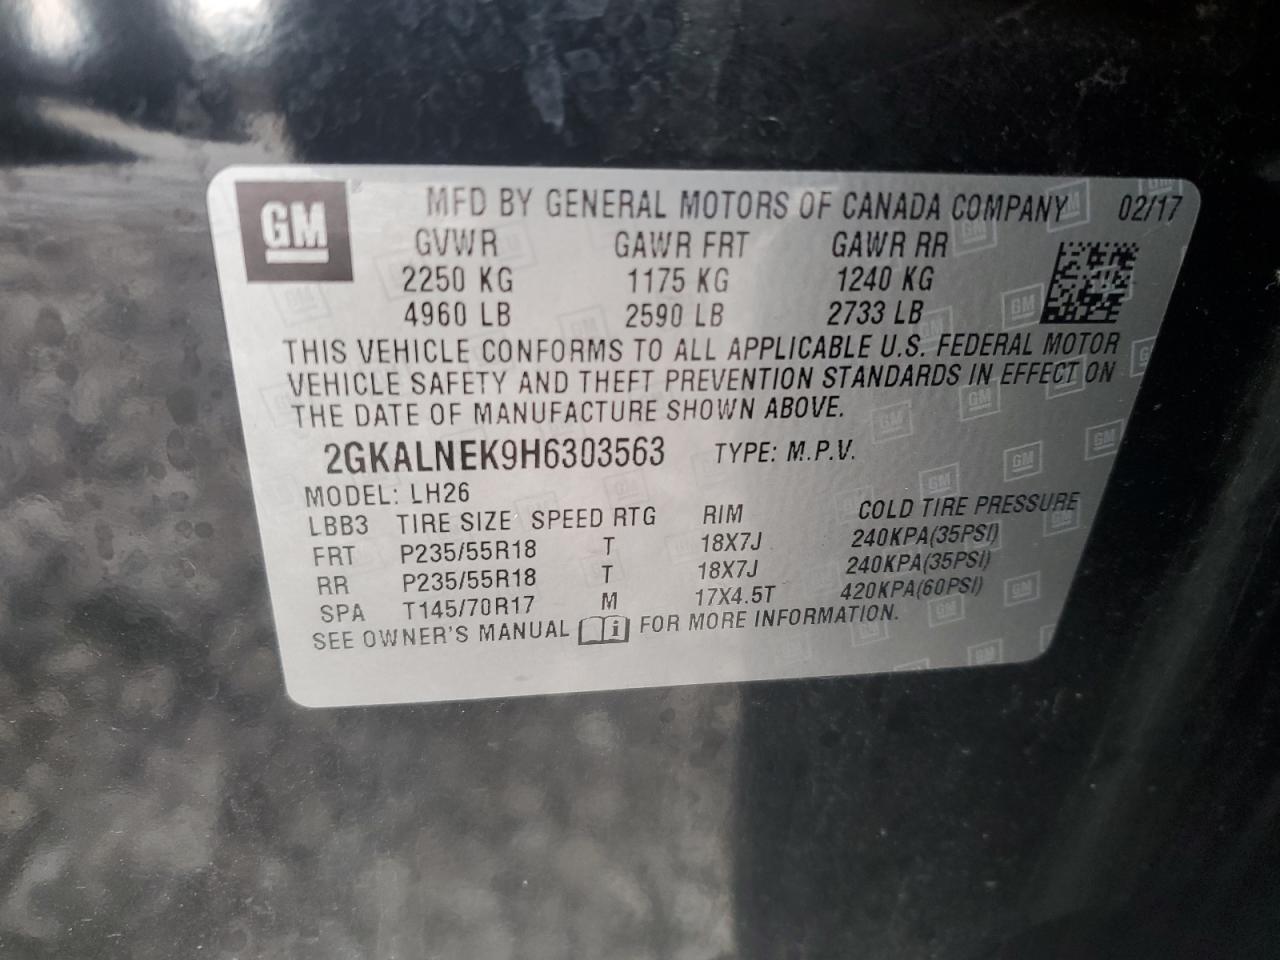 GM ® MFD BY GENERAL MOTORS OF CANADA COMPANY 02/17
GVWR GAWR FRT GAWR RR
2250 KG 1175 KG 1240 KG
4960 LB 2590 LB 2733 LB
THIS VEHICLE CONFORMS TO ALL APPLICABLE U.S. FEDERAL MOTOR
VEHICLE SAFETY AND THEFT PREVENTION STANDARDS IN EFFECT ON
THE DATE OF MANUFACTURE SHOWN ABOVE.
2GKALNEK9H6303563 TYPE: M.P.V.
MODEL: LH26
LBB3 TIRE SIZE SPEED RTG RIM COLD TIRE PRESSURE
FRT P235/55R18 T 18X7J 240KPA(35PSI)
RR P235/55R18 T 18X7J 240KPA(35PSI)
SPA T145/70R17 M 17X4.5T 420KPA(60PSI)
SEE OWNER'S MANUAL i FOR MORE INFORMATION.